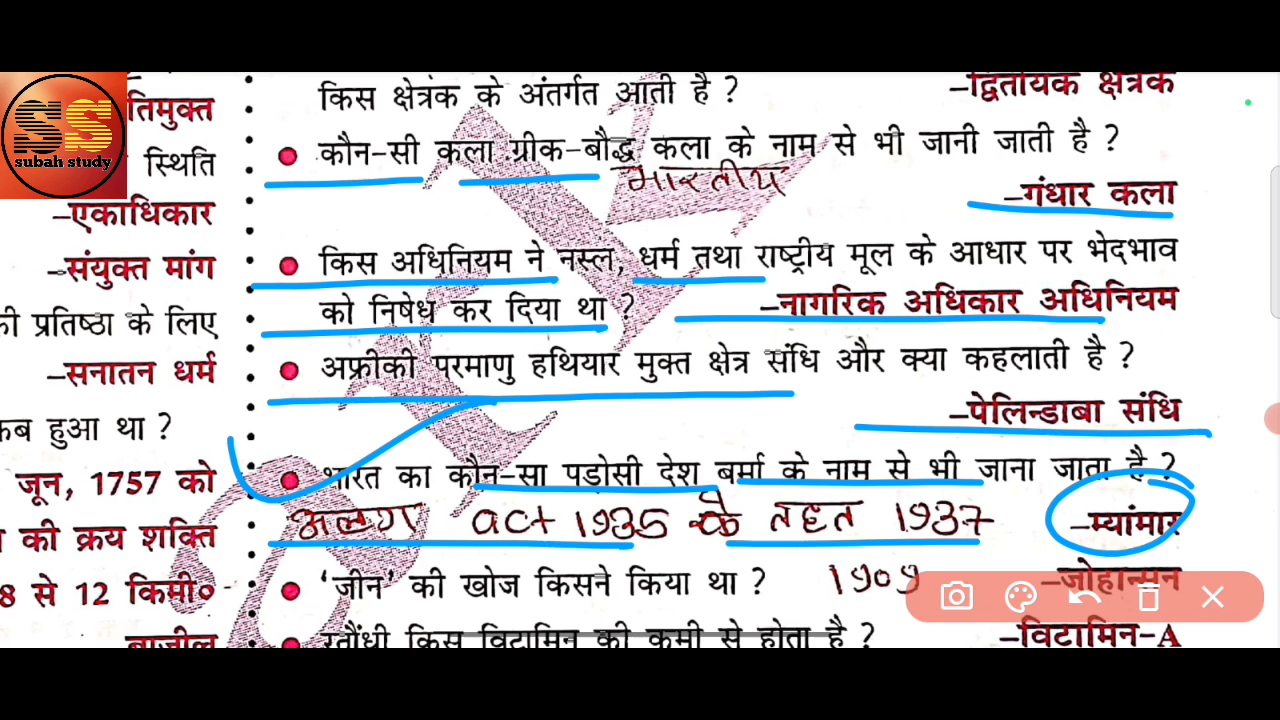 SS
subah study
तिमुक्त
स्थिति
–एकाधिकार
–संयुक्त मांग
की प्रतिष्ठा के लिए
–सनातन धर्म
कब हुआ था ?
जून, 1757 को
की क्रय शक्ति
8 से 12 किमी०
ब्राजील
किस क्षेत्रक के अंतर्गत आती है ?
–द्वितीयक क्षेत्रक
कौन-सी कला ग्रीक-बौद्ध कला के नाम से भी जानी जाती है ?
भारतीय
–गंधार कला
किस अधिनियम ने नस्ल, धर्म तथा राष्ट्रीय मूल के आधार पर भेदभाव
को निषेध कर दिया था ? –नागरिक अधिकार अधिनियम
अफ्रीकी परमाणु हथियार मुक्त क्षेत्र संधि और क्या कहलाती है ?
–पेलिन्डाबा संधि
भारत का कौन-सा पड़ोसी देश बर्मा के नाम से भी जाना जाता है ?
अलग act 1935 के तहत 1937 –म्यांमार
'जीन' की खोज किसने किया था ? 1909 –जोहान्सन
रतौंधी किस विटामिन की कमी से होता है ? –विटामिन-A